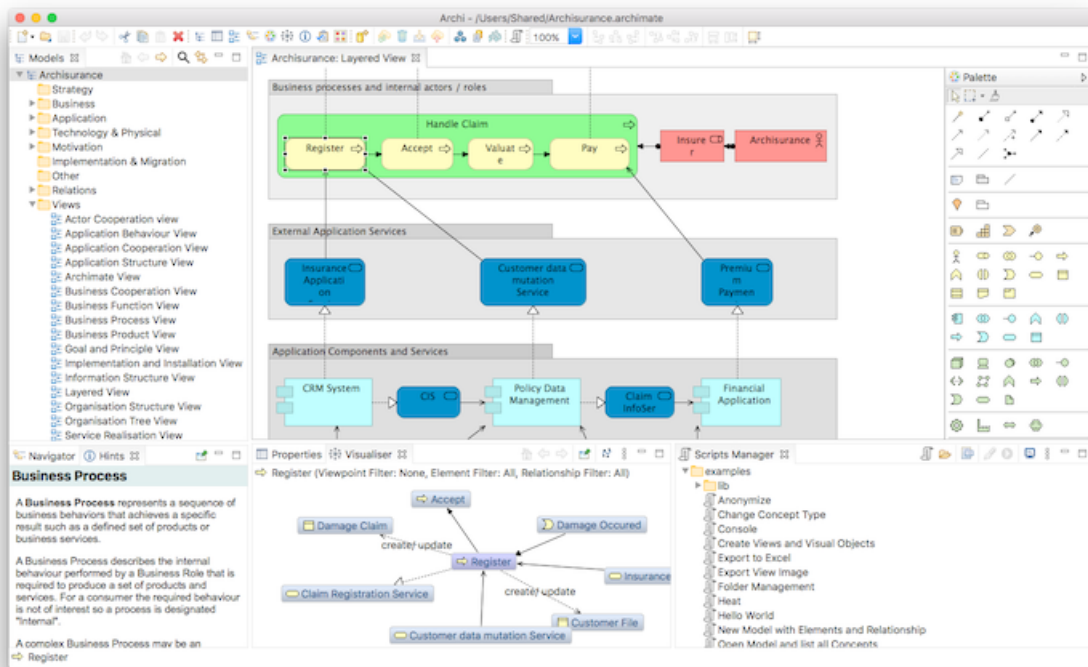 Archi - /Users/Shared/Archisurance.archimate
100%
Models
Archisurance
Strategy
Business
Application
Technology & Physical
Motivation
Implementation & Migration
Other
Relations
Views
Actor Cooperation view
Application Behaviour View
Application Cooperation View
Application Structure View
Archimate View
Business Cooperation View
Business Function View
Business Process View
Business Product View
Goal and Principle View
Implementation and Installation View
Information Structure View
Layered View
Organisation Structure View
Organisation Tree View
Service Realisation View
Archisurance: Layered View
Business processes and internal actors / roles
Handle Claim
Register
Accept
Valuat
e
Pay
Insure
r
Archisurance
External Application Services
Insurance
Applicati
on
Customer data
mutation
Service
Premiu
m
Paymen
Application Components and Services
CRM System
CIS
Policy Data
Management
Claim
InfoSer
Financial
Application
Palette
Navigator
Hints
Business Process
A Business Process represents a sequence of
business behaviors that achieves a specific
result such as a defined set of products or
business services.
A Business Process describes the internal
behaviour performed by a Business Role that is
required to produce a set of products and
services. For a consumer the required behaviour
is not of interest so a process is designated
"internal".
A complex Business Process may be an
Register
Properties
Visualiser
Register (Viewpoint Filter: None, Element Filter: All, Relationship Filter: All)
Accept
Damage Claim
Damage Occured
create/update
Register
Insurance
Claim Registration Service
create/update
Customer File
Customer data mutation Service
Scripts Manager
examples
lib
Anonymize
Change Concept Type
Console
Create Views and Visual Objects
Export to Excel
Export View Image
Folder Management
Heat
Hello World
New Model with Elements and Relationship
Open Model and list all Concepts